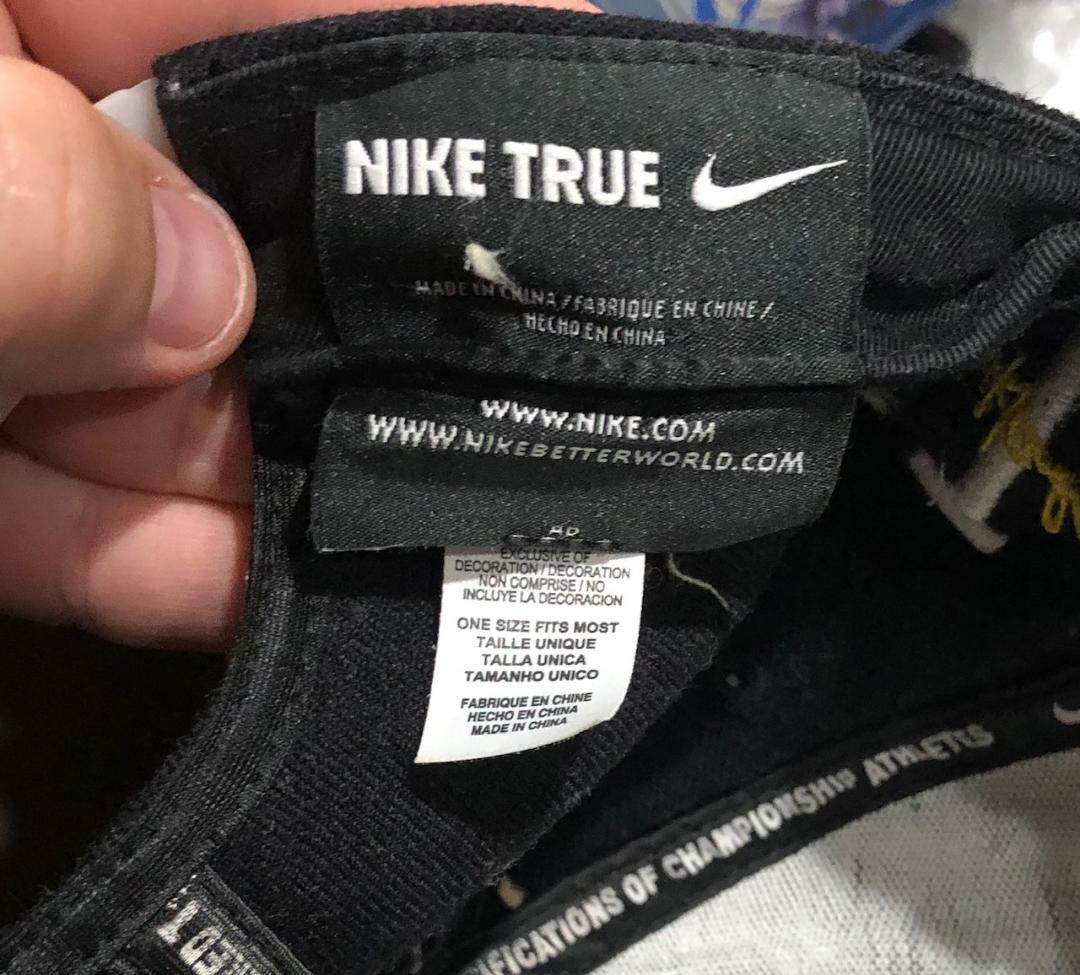 NIKE TRUE
MADE IN CHINA / FABRIQUE EN CHINE /
HECHO EN CHINA
WWW.NIKE.COM
WWW.NIKEBETTERWORLD.COM
EXCLUSIVE OF
DECORATION / DECORATION
NON COMPRISE / NO
INCLUYE LA DECORACION
ONE SIZE FITS MOST
TAILLE UNIQUE
TALLA UNICA
TAMANHO UNICO
FABRIQUE EN CHINE
HECHO EN CHINA
MADE IN CHINA
IFICATIONS OF CHAMPIONSHIP ATHLETES